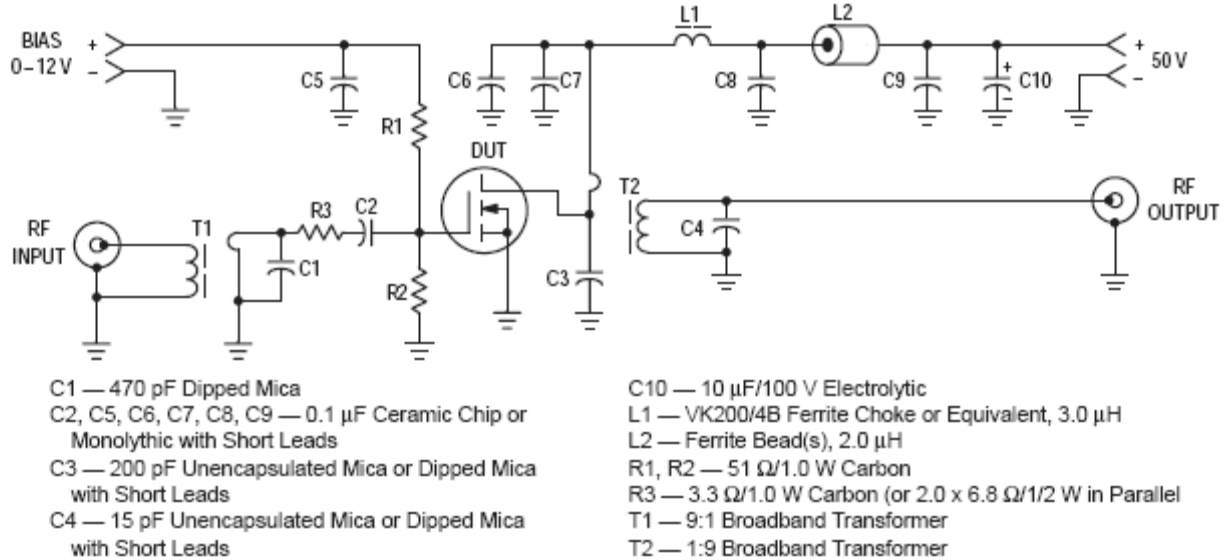 L1
L2
BIAS
0–12 V
+
–
C5
C6
C7
C8
C9
+
–
C10
+
–
50 V
R1
DUT
RF
INPUT
T1
R3
C2
C1
R2
C3
T2
C4
RF
OUTPUT
C1 — 470 pF Dipped Mica
C2, C5, C6, C7, C8, C9 — 0.1 μF Ceramic Chip or
Monolythic with Short Leads
C3 — 200 pF Unencapsulated Mica or Dipped Mica
with Short Leads
C4 — 15 pF Unencapsulated Mica or Dipped Mica
with Short Leads
C10 — 10 μF/100 V Electrolytic
L1 — VK200/4B Ferrite Choke or Equivalent, 3.0 μH
L2 — Ferrite Bead(s), 2.0 μH
R1, R2 — 51 Ω/1.0 W Carbon
R3 — 3.3 Ω/1.0 W Carbon (or 2.0 x 6.8 Ω/1/2 W in Parallel
T1 — 9:1 Broadband Transformer
T2 — 1:9 Broadband Transformer